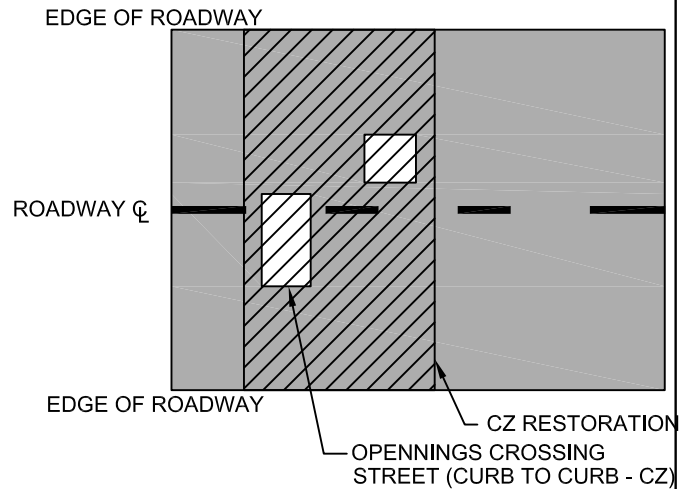 EDGE OF ROADWAY
ROADWAY ℄
EDGE OF ROADWAY
CZ RESTORATION
OPENNINGS CROSSING
STREET (CURB TO CURB - CZ)